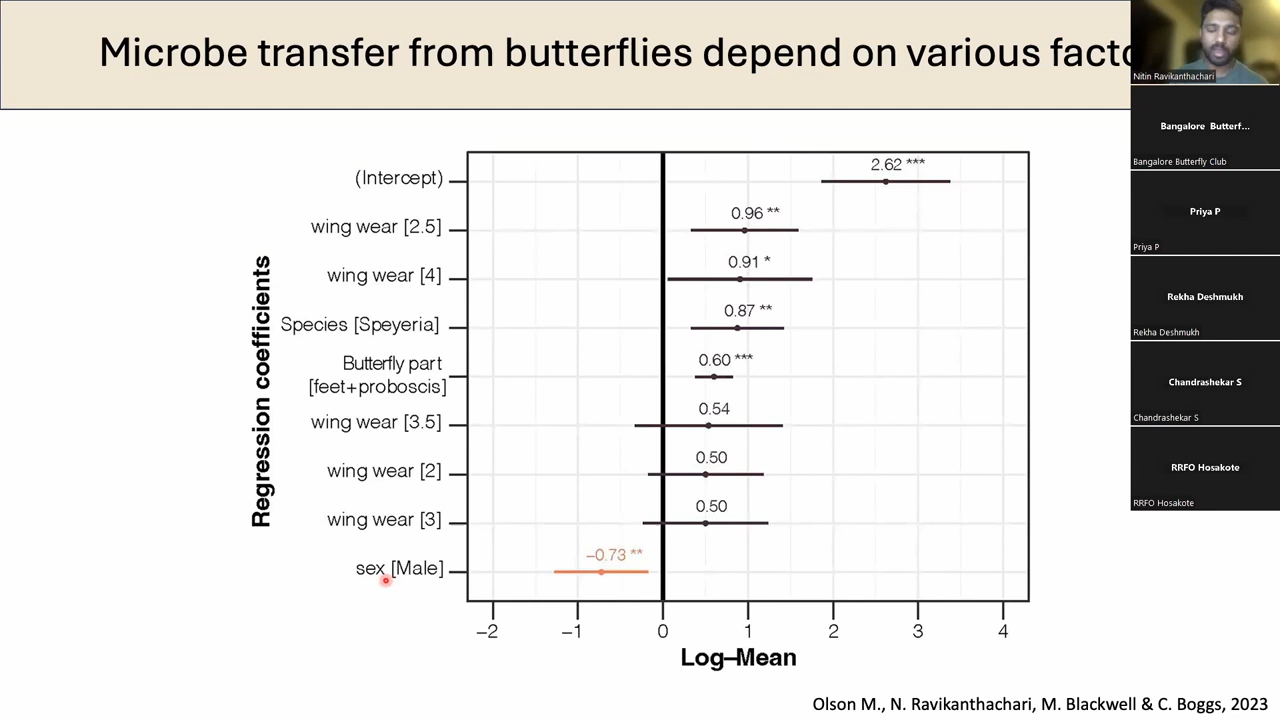 Microbe transfer from butterflies depend on various facto
Nitin Ravikanthachari
Bangalore Butterf...
Bangalore Butterfly Club
Priya P
Priya P
Rekha Deshmukh
Rekha Deshmukh
Chandrashekar S
Chandrashekar S
RRFO Hosakote
RRFO Hosakote
Regression coefficients
(Intercept)
2.62 ***
wing wear [2.5]
0.96 **
wing wear [4]
0.91 *
Species [Speyeria]
0.87 **
Butterfly part
[feet+proboscis]
0.60 ***
wing wear [3.5]
0.54
wing wear [2]
0.50
wing wear [3]
0.50
sex [Male]
−0.73 **
−2 −1 0 1 2 3 4
Log–Mean
Olson M., N. Ravikanthachari, M. Blackwell & C. Boggs, 2023